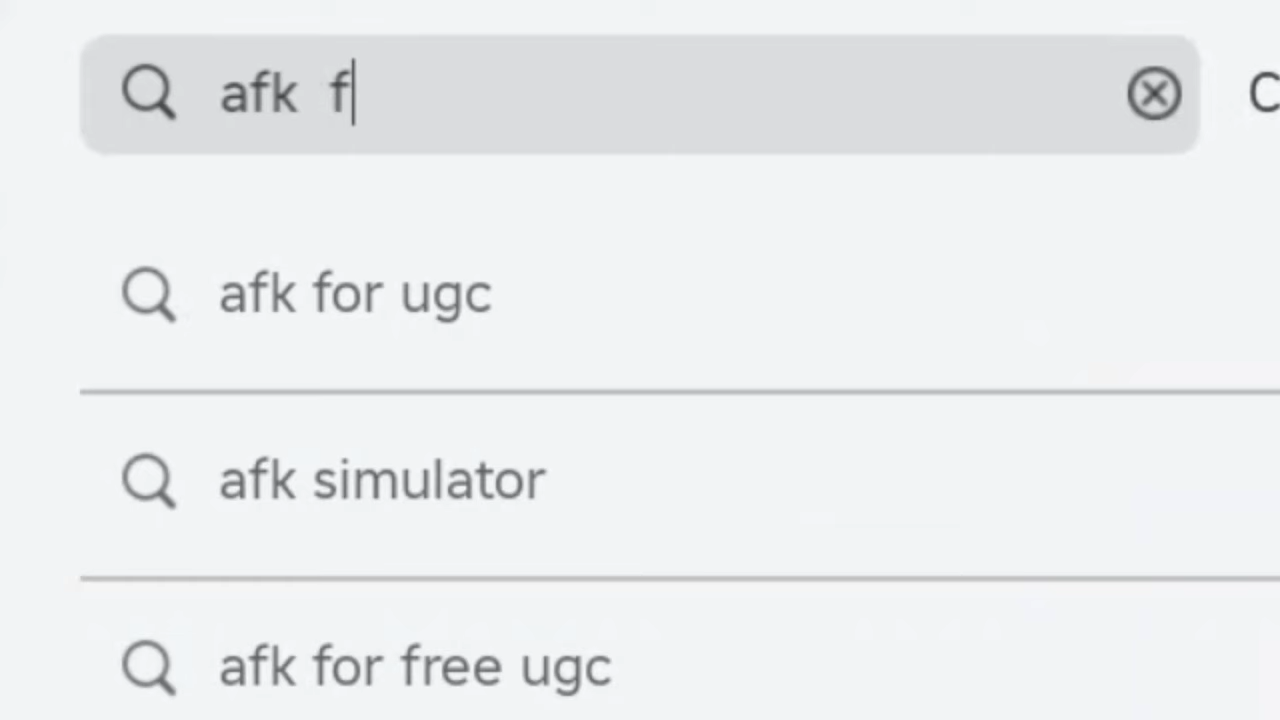 afk  f
afk for ugc
afk simulator
afk for free ugc